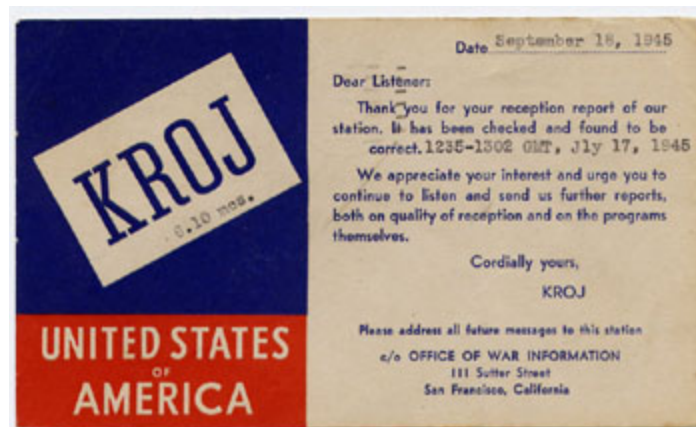 KROJ
6.10 mcs.
UNITED STATES
OF
AMERICA
Date September 18, 1945
Dear Listener:
Thank you for your reception report of our
station. It has been checked and found to be
correct. 1235-1302 GMT, Jly 17, 1945
We appreciate your interest and urge you to
continue to listen and send us further reports,
both on quality of reception and on the programs
themselves.
Cordially yours,
KROJ
Please address all future messages to this station
c/o OFFICE OF WAR INFORMATION
111 Sutter Street
San Francisco, California